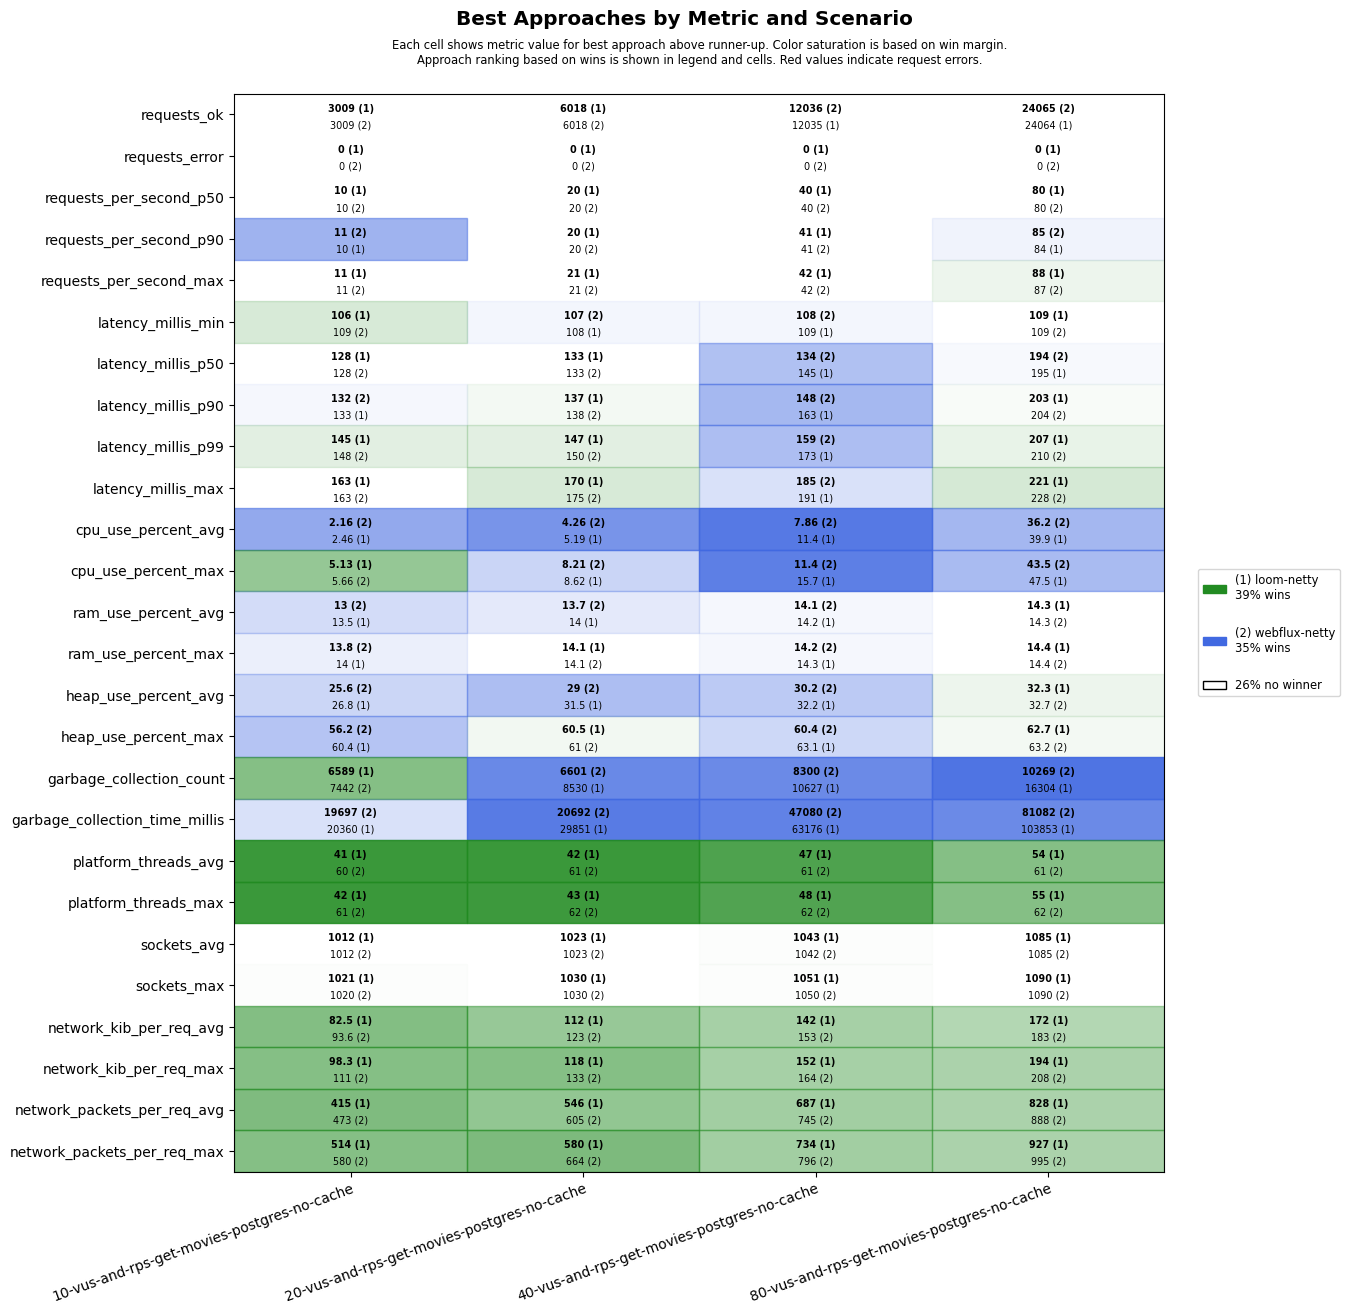 Best Approaches by Metric and Scenario
Each cell shows metric value for best approach above runner-up. Color saturation is based on win margin.
Approach ranking based on wins is shown in legend and cells. Red values indicate request errors.
requests_ok
3009 (1) 6018 (1) 12036 (2) 24065 (2)
3009 (2) 6018 (2) 12035 (1) 24064 (1)
requests_error
0 (1) 0 (1) 0 (1) 0 (1)
0 (2) 0 (2) 0 (2) 0 (2)
requests_per_second_p50
10 (1) 20 (1) 40 (1) 80 (1)
10 (2) 20 (2) 40 (2) 80 (2)
requests_per_second_p90
11 (2) 20 (1) 41 (1) 85 (2)
10 (1) 20 (2) 41 (2) 84 (1)
requests_per_second_max
11 (1) 21 (1) 42 (1) 88 (1)
11 (2) 21 (2) 42 (2) 87 (2)
latency_millis_min
106 (1) 107 (2) 108 (2) 109 (1)
109 (2) 108 (1) 109 (1) 109 (2)
latency_millis_p50
128 (1) 133 (1) 134 (2) 194 (2)
128 (2) 133 (2) 145 (1) 195 (1)
latency_millis_p90
132 (2) 137 (1) 148 (2) 203 (1)
133 (1) 138 (2) 163 (1) 204 (2)
latency_millis_p99
145 (1) 147 (1) 159 (2) 207 (1)
148 (2) 150 (2) 173 (1) 210 (2)
latency_millis_max
163 (1) 170 (1) 185 (2) 221 (1)
163 (2) 175 (2) 191 (1) 228 (2)
cpu_use_percent_avg
2.16 (2) 4.26 (2) 7.86 (2) 36.2 (2)
2.46 (1) 5.19 (1) 11.4 (1) 39.9 (1)
cpu_use_percent_max
5.13 (1) 8.21 (2) 11.4 (2) 43.5 (2)
5.66 (2) 8.62 (1) 15.7 (1) 47.5 (1)
ram_use_percent_avg
13 (2) 13.7 (2) 14.1 (2) 14.3 (1)
13.5 (1) 14 (1) 14.2 (1) 14.3 (2)
ram_use_percent_max
13.8 (2) 14.1 (1) 14.2 (2) 14.4 (1)
14 (1) 14.1 (2) 14.3 (1) 14.4 (2)
heap_use_percent_avg
25.6 (2) 29 (2) 30.2 (2) 32.3 (1)
26.8 (1) 31.5 (1) 32.2 (1) 32.7 (2)
heap_use_percent_max
56.2 (2) 60.5 (1) 60.4 (2) 62.7 (1)
60.4 (1) 61 (2) 63.1 (1) 63.2 (2)
garbage_collection_count
6589 (1) 6601 (2) 8300 (2) 10269 (2)
7442 (2) 8530 (1) 10627 (1) 16304 (1)
garbage_collection_time_millis
19697 (2) 20692 (2) 47080 (2) 81082 (2)
20360 (1) 29851 (1) 63176 (1) 103853 (1)
platform_threads_avg
41 (1) 42 (1) 47 (1) 54 (1)
60 (2) 61 (2) 61 (2) 61 (2)
platform_threads_max
42 (1) 43 (1) 48 (1) 55 (1)
61 (2) 62 (2) 62 (2) 62 (2)
sockets_avg
1012 (1) 1023 (1) 1043 (1) 1085 (1)
1012 (2) 1023 (2) 1042 (2) 1085 (2)
sockets_max
1021 (1) 1030 (1) 1051 (1) 1090 (1)
1020 (2) 1030 (2) 1050 (2) 1090 (2)
network_kib_per_req_avg
82.5 (1) 112 (1) 142 (1) 172 (1)
93.6 (2) 123 (2) 153 (2) 183 (2)
network_kib_per_req_max
98.3 (1) 118 (1) 152 (1) 194 (1)
111 (2) 133 (2) 164 (2) 208 (2)
network_packets_per_req_avg
415 (1) 546 (1) 687 (1) 828 (1)
473 (2) 605 (2) 745 (2) 888 (2)
network_packets_per_req_max
514 (1) 580 (1) 734 (1) 927 (1)
580 (2) 664 (2) 796 (2) 995 (2)
10-vus-and-rps-get-movies-postgres-no-cache
20-vus-and-rps-get-movies-postgres-no-cache
40-vus-and-rps-get-movies-postgres-no-cache
80-vus-and-rps-get-movies-postgres-no-cache
(1) loom-netty
39% wins
(2) webflux-netty
35% wins
26% no winner